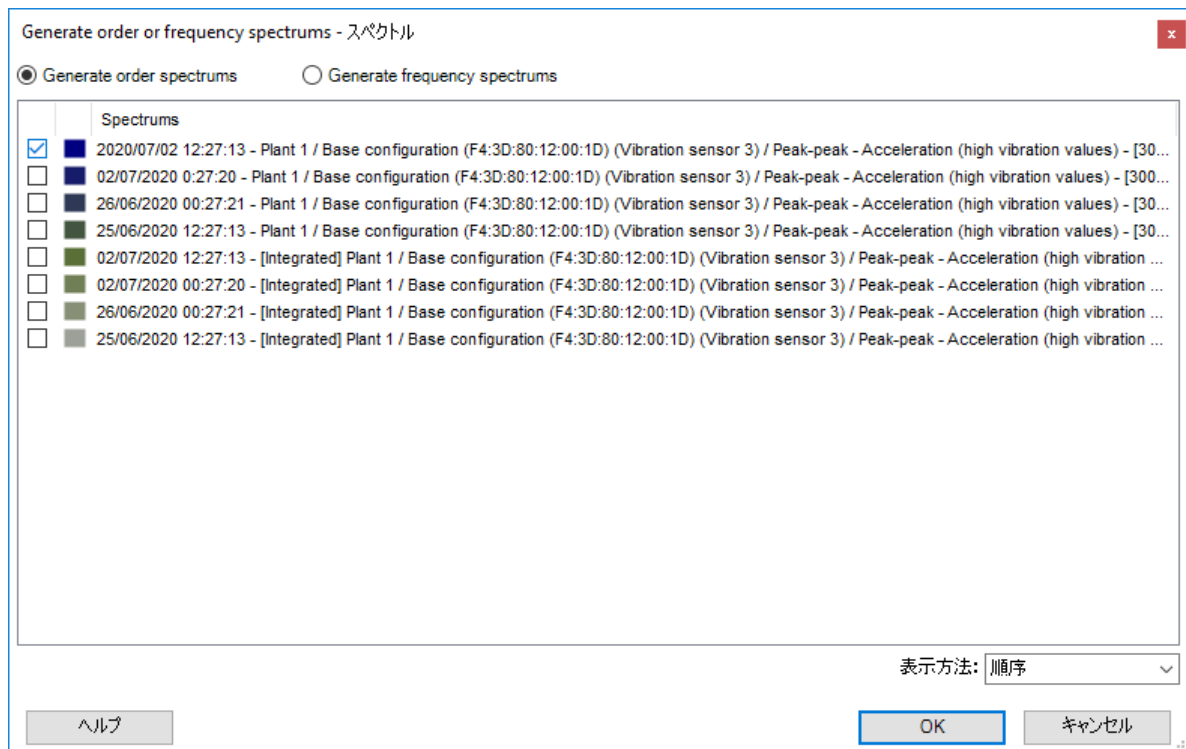 Generate order or frequency spectrums - スペクトル
x
Generate order spectrums Generate frequency spectrums
Spectrums
2020/07/02 12:27:13 - Plant 1 / Base configuration (F4:3D:80:12:00:1D) (Vibration sensor 3) / Peak-peak - Acceleration (high vibration values) - [30...
02/07/2020 0:27:20 - Plant 1 / Base configuration (F4:3D:80:12:00:1D) (Vibration sensor 3) / Peak-peak - Acceleration (high vibration values) - [300...
26/06/2020 00:27:21 - Plant 1 / Base configuration (F4:3D:80:12:00:1D) (Vibration sensor 3) / Peak-peak - Acceleration (high vibration values) - [30...
25/06/2020 12:27:13 - Plant 1 / Base configuration (F4:3D:80:12:00:1D) (Vibration sensor 3) / Peak-peak - Acceleration (high vibration values) - [30...
02/07/2020 12:27:13 - [Integrated] Plant 1 / Base configuration (F4:3D:80:12:00:1D) (Vibration sensor 3) / Peak-peak - Acceleration (high vibration ...
02/07/2020 00:27:20 - [Integrated] Plant 1 / Base configuration (F4:3D:80:12:00:1D) (Vibration sensor 3) / Peak-peak - Acceleration (high vibration ...
26/06/2020 00:27:21 - [Integrated] Plant 1 / Base configuration (F4:3D:80:12:00:1D) (Vibration sensor 3) / Peak-peak - Acceleration (high vibration ...
25/06/2020 12:27:13 - [Integrated] Plant 1 / Base configuration (F4:3D:80:12:00:1D) (Vibration sensor 3) / Peak-peak - Acceleration (high vibration ...
表示方法: 順序
ヘルプ OK キャンセル